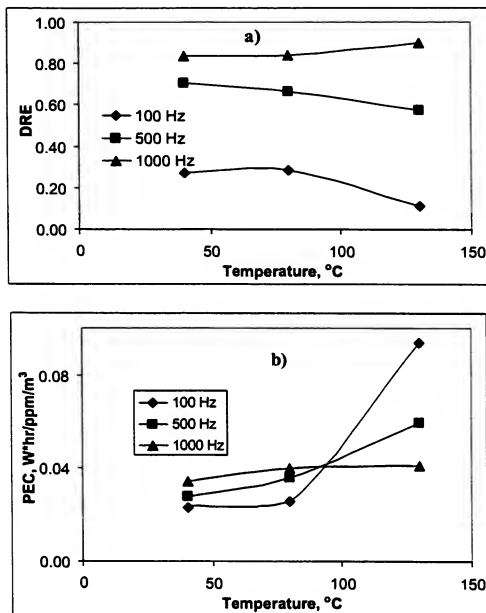 a)
1.00
0.80
0.60
0.40
0.20
0.00
DRE
100 Hz
500 Hz
1000 Hz
0
50
100
150
Temperature, °C
b)
0.08
0.04
0.00
PEC, W*hr/ppm/m³
100 Hz
500 Hz
1000 Hz
0
50
100
150
Temperature, °C